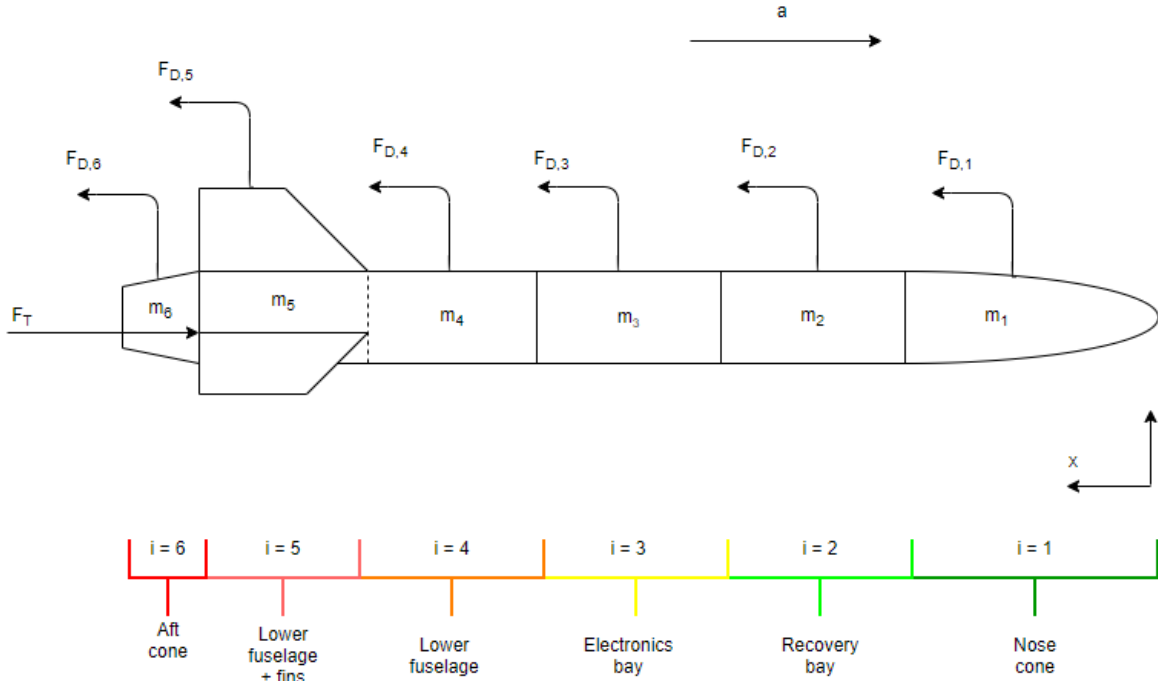 a
F_D,5
F_D,6
F_D,4
F_D,3
F_D,2
F_D,1
F_T
m_6
m_5
m_4
m_3
m_2
m_1
x
i = 6
i = 5
i = 4
i = 3
i = 2
i = 1
Aft
cone
Lower
fuselage
+ fins
Lower
fuselage
Electronics
bay
Recovery
bay
Nose
cone